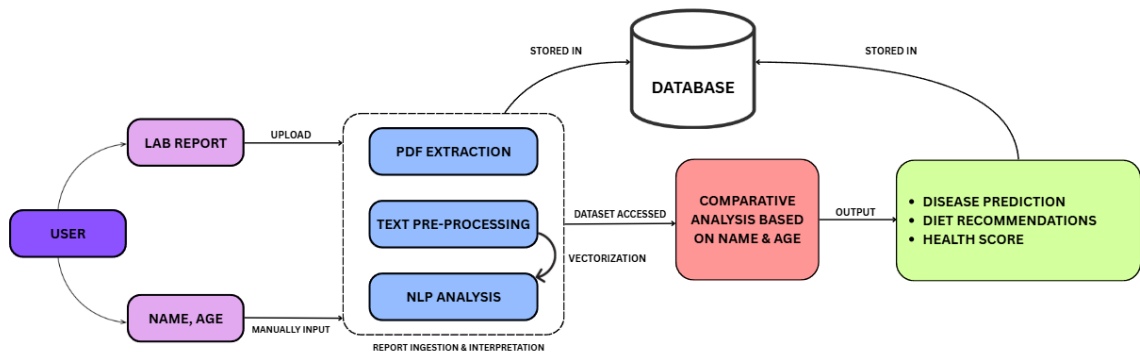 STORED IN
STORED IN
DATABASE
LAB REPORT
UPLOAD
PDF EXTRACTION
USER
TEXT PRE-PROCESSING
DATASET ACCESSED
COMPARATIVE
ANALYSIS BASED
ON NAME & AGE
OUTPUT
• DISEASE PREDICTION
• DIET RECOMMENDATIONS
• HEALTH SCORE
VECTORIZATION
NLP ANALYSIS
NAME, AGE
MANUALLY INPUT
REPORT INGESTION & INTERPRETATION